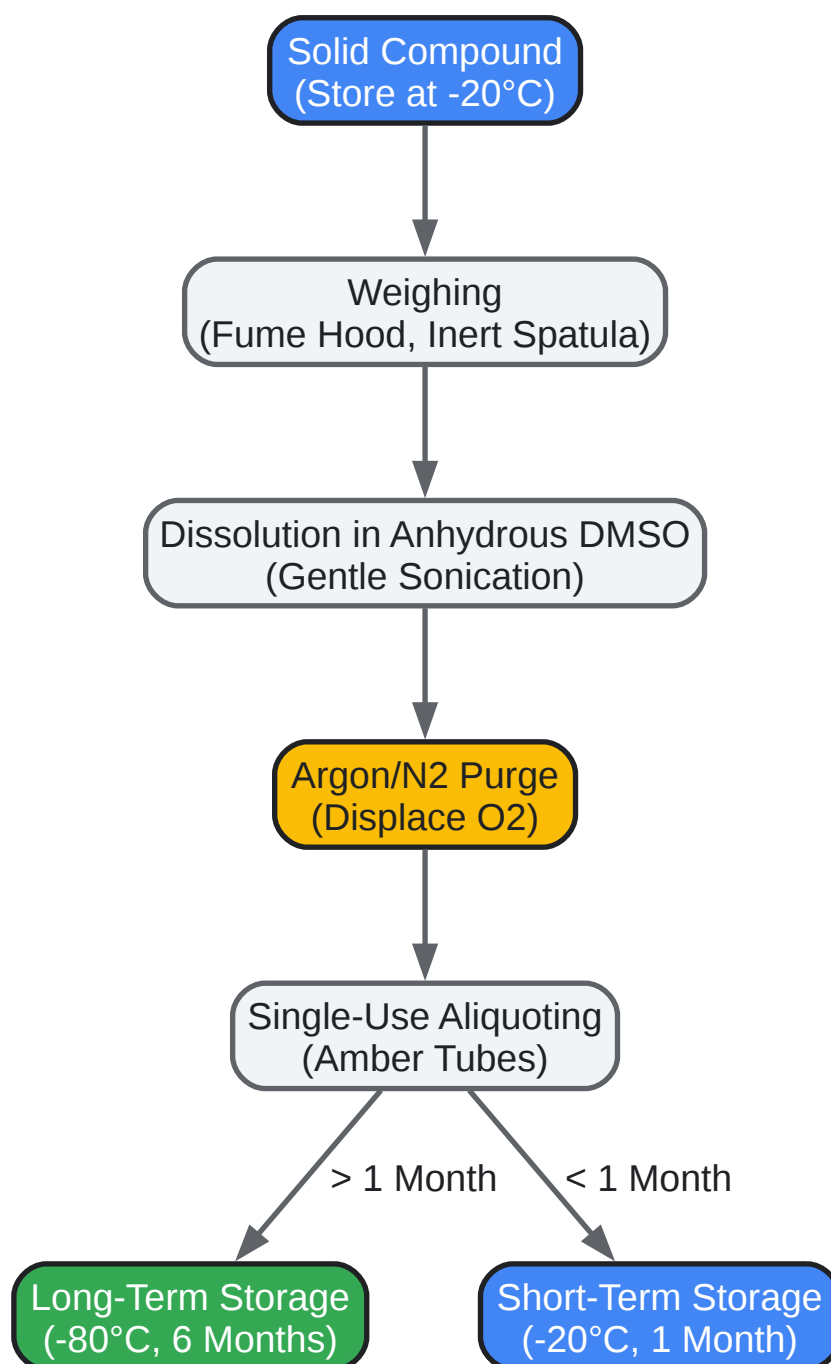 Solid Compound
(Store at -20°C)
Weighing
(Fume Hood, Inert Spatula)
Dissolution in Anhydrous DMSO
(Gentle Sonication)
Argon/N2 Purge
(Displace O2)
Single-Use Aliquoting
(Amber Tubes)
> 1 Month
< 1 Month
Long-Term Storage
(-80°C, 6 Months)
Short-Term Storage
(-20°C, 1 Month)